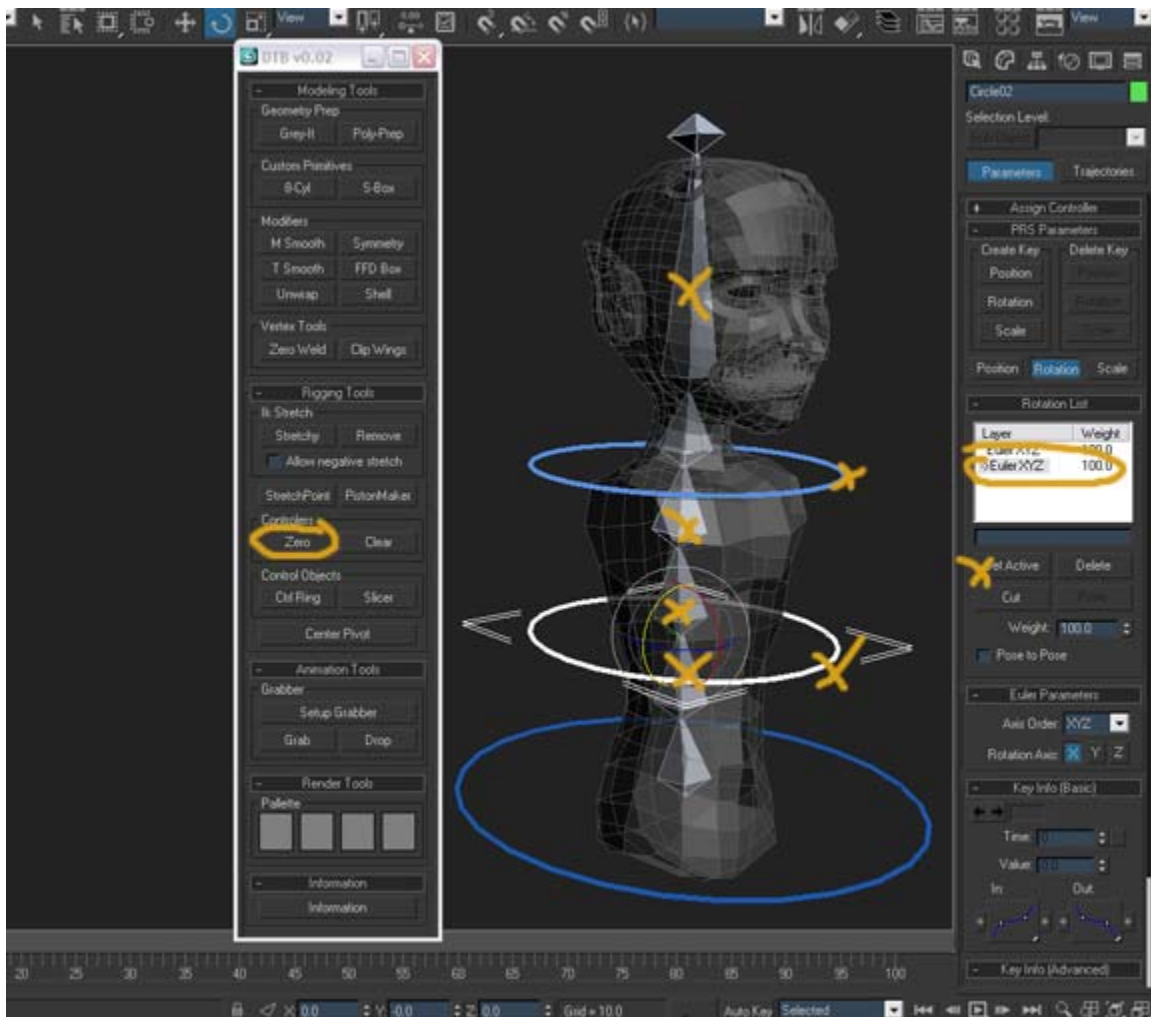 View
View
DTB v0.02
- Modeling Tools
Geometry Prep
Grey-It Poly-Prep
Custom Primitives
8-Cyl S-Box
Modifiers
M Smooth Symmetry
T Smooth FFD Box
Unwrap Shell
Vertex Tools
Zero Weld Clip Wings
- Rigging Tools
Ik Stretch
Stretchy Remove
Allow negative stretch
StretchPoint PistonMaker
Controllers
Zero Clear
Control Objects
Ctrl Ring Slicer
Center Pivot
- Animation Tools
Grabber
Setup Grabber
Grab Drop
- Render Tools
Pallette
- Information
Information
Circle02
Selection Level:
Parameters Trajectories
+ Assign Controller
- PRS Parameters
Create Key Delete Key
Position
Rotation Rotation
Scale
Position Rotation Scale
- Rotation List
Layer Weight
Euler XYZ 100.0
Euler XYZ 100.0
Set Active Delete
Cut
Weight: 100.0
Pose to Pose
- Euler Parameters
Axis Order: XYZ
Rotation Axis: X Y Z
- Key Info (Basic)
Time: 0
Value: 0.0
In: Out:
- Key Info (Advanced)
20 25 30 35 40 45 50 55 60 65 70 75 80 85 90 95 100
X: 0.0 Y: -0.0 Z: 0.0 Grid = 10.0 Auto Key Selected